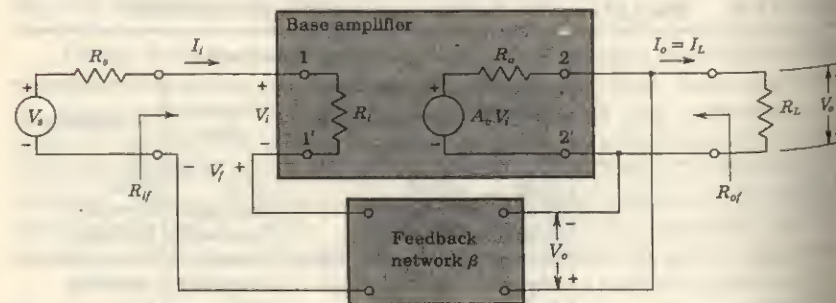 Base amplifier
I_i
R_s
1
2
I_o = I_L
R_o
+
+
+
+
V_s
V_i
R_i
A_v V_i
R_L
V_o
-
-
-
1'
2'
- V_f +
R_if
R_of
Feedback
network β
-
V_o
+